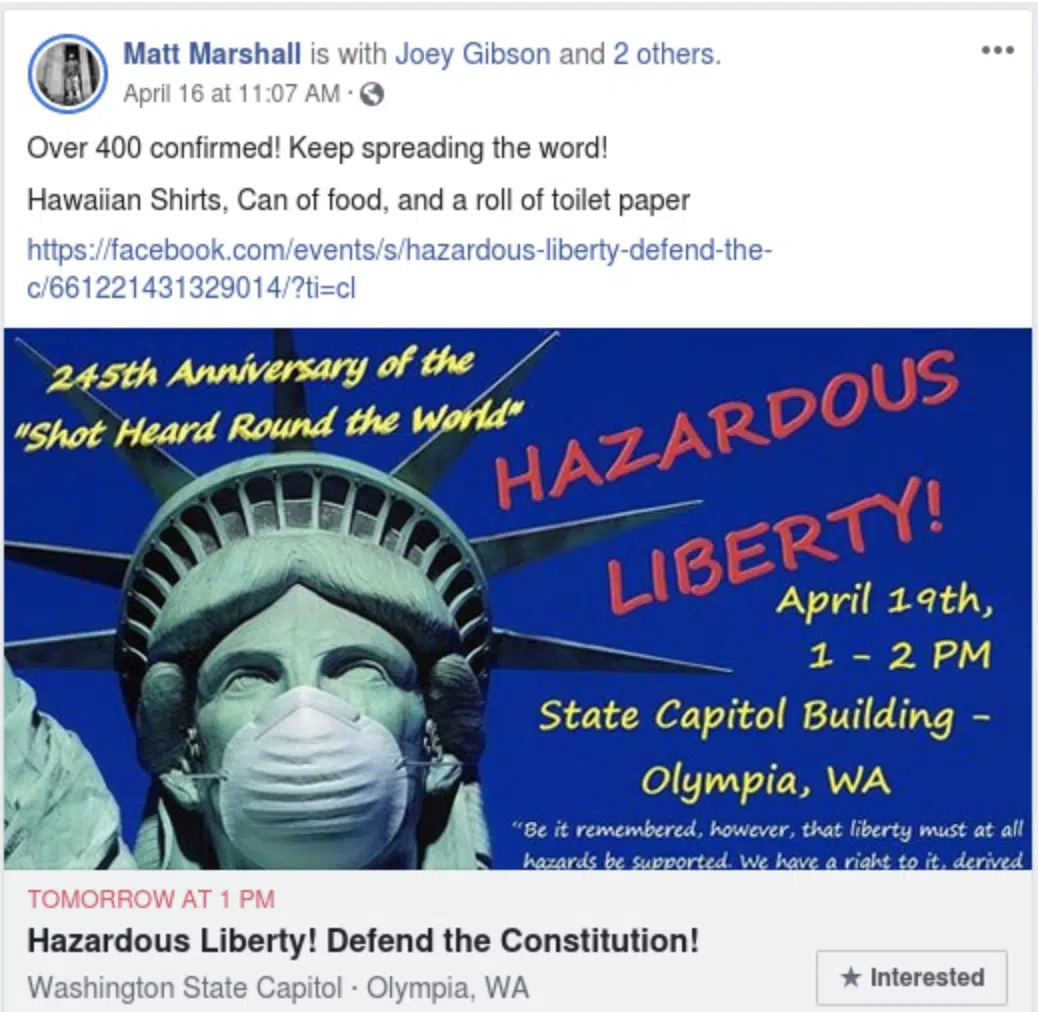 Matt Marshall is with Joey Gibson and 2 others.
April 16 at 11:07 AM ·
Over 400 confirmed! Keep spreading the word!
Hawaiian Shirts, Can of food, and a roll of toilet paper
https://facebook.com/events/s/hazardous-liberty-defend-the-
c/661221431329014/?ti=cl
245th Anniversary of the
"Shot Heard Round the World"
HAZARDOUS
LIBERTY!
April 19th,
1 - 2 PM
State Capitol Building -
Olympia, WA
"Be it remembered, however, that liberty must at all
hazards be supported. We have a right to it, derived
TOMORROW AT 1 PM
Hazardous Liberty! Defend the Constitution!
Washington State Capitol · Olympia, WA
★ Interested